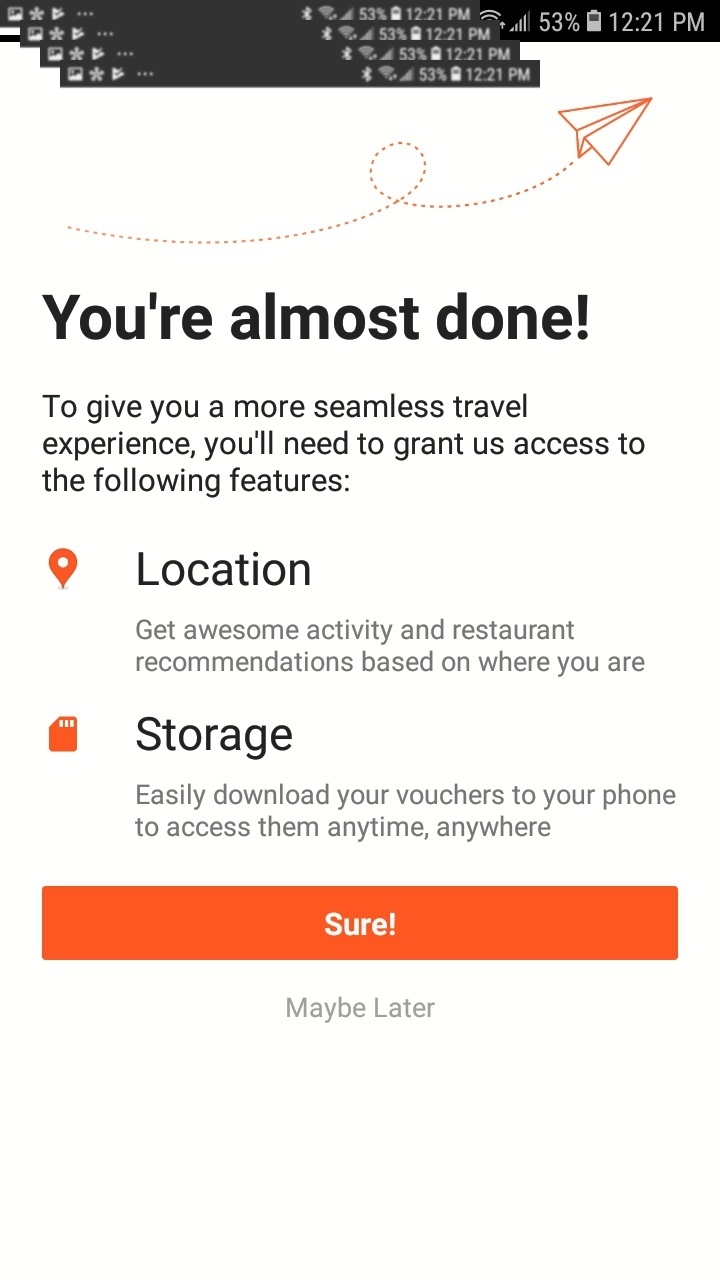 53% 12:21 PM
53% 12:21 PM
53% 12:21 PM
53% 12:21 PM
53% 12:21 PM
You're almost done!
To give you a more seamless travel
experience, you'll need to grant us access to
the following features:
Location
Get awesome activity and restaurant
recommendations based on where you are
Storage
Easily download your vouchers to your phone
to access them anytime, anywhere
Sure!
Maybe Later